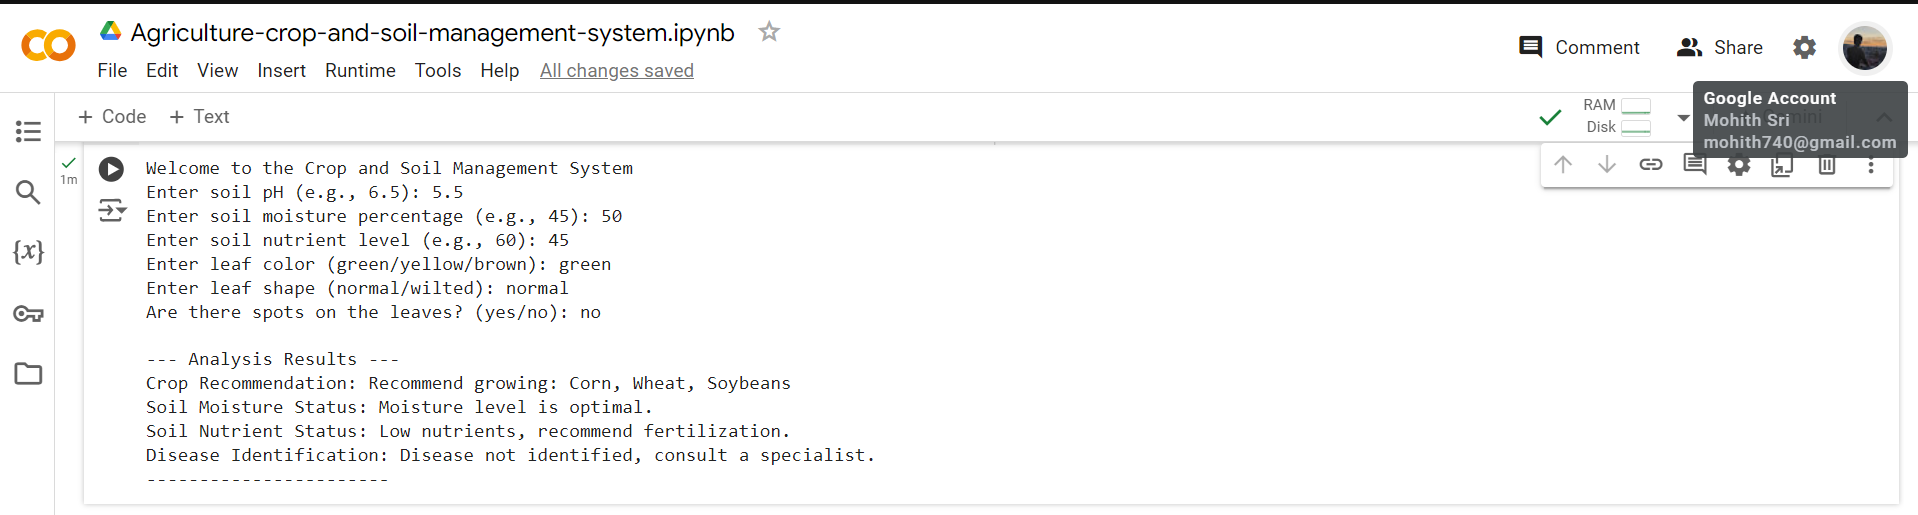 Agriculture-crop-and-soil-management-system.ipynb
File Edit View Insert Runtime Tools Help All changes saved
Comment Share
+ Code + Text
RAM
Disk
Google Account
Mohith Sri
mohith740@gmail.com
1m
{x}
Welcome to the Crop and Soil Management System
Enter soil pH (e.g., 6.5): 5.5
Enter soil moisture percentage (e.g., 45): 50
Enter soil nutrient level (e.g., 60): 45
Enter leaf color (green/yellow/brown): green
Enter leaf shape (normal/wilted): normal
Are there spots on the leaves? (yes/no): no
--- Analysis Results ---
Crop Recommendation: Recommend growing: Corn, Wheat, Soybeans
Soil Moisture Status: Moisture level is optimal.
Soil Nutrient Status: Low nutrients, recommend fertilization.
Disease Identification: Disease not identified, consult a specialist.
-----------------------